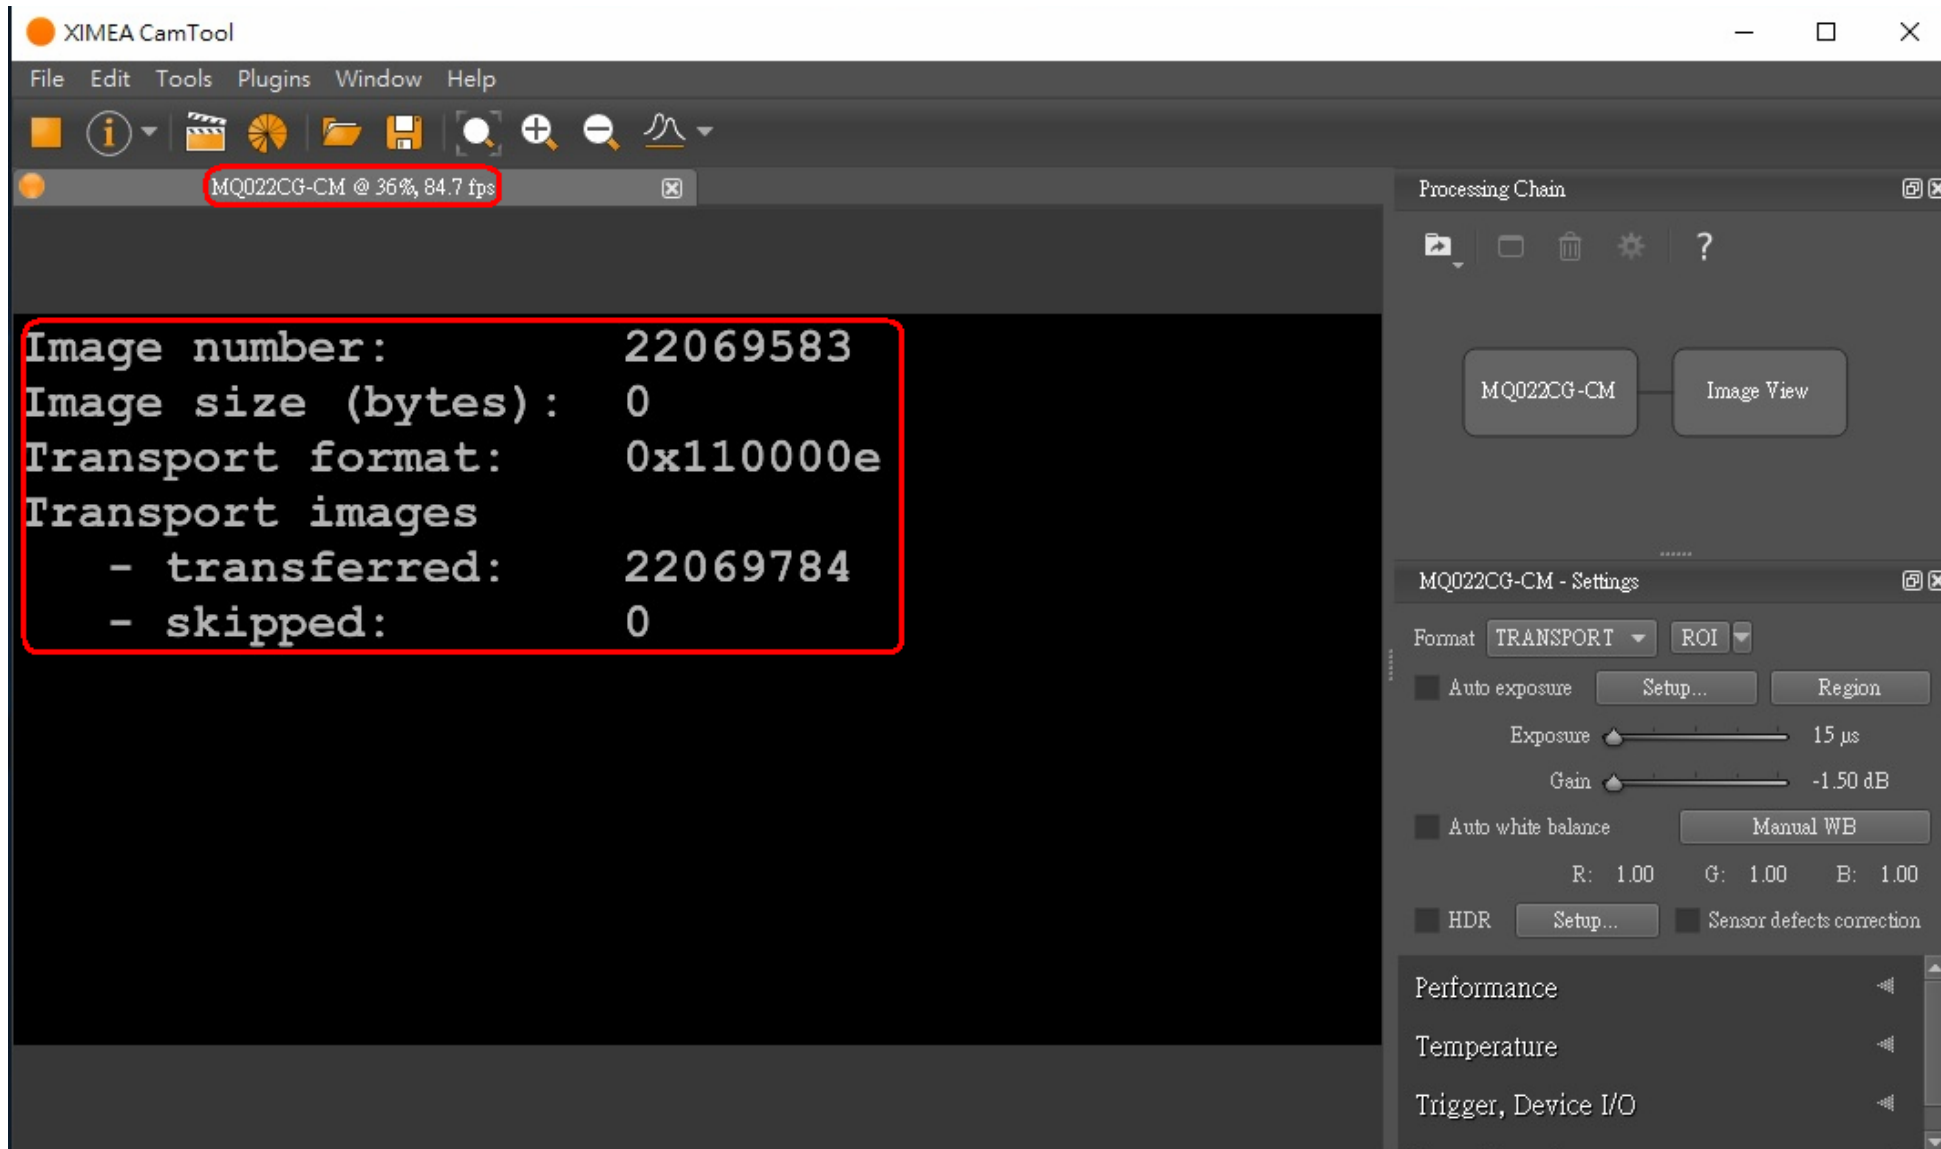 XIMEA CamTool
File Edit Tools Plugins Window Help
MQ022CG-CM @ 36%, 84.7 fps
Image number: 22069583
Image size (bytes): 0
Transport format: 0x110000e
Transport images
- transferred: 22069784
- skipped: 0
Processing Chain
?
MQ022CG-CM
Image View
MQ022CG-CM - Settings
Format TRANSPORT ROI
Auto exposure Setup... Region
Exposure 15 µs
Gain -1.50 dB
Auto white balance Manual WB
R: 1.00 G: 1.00 B: 1.00
HDR Setup... Sensor defects correction
Performance
Temperature
Trigger, Device I/O